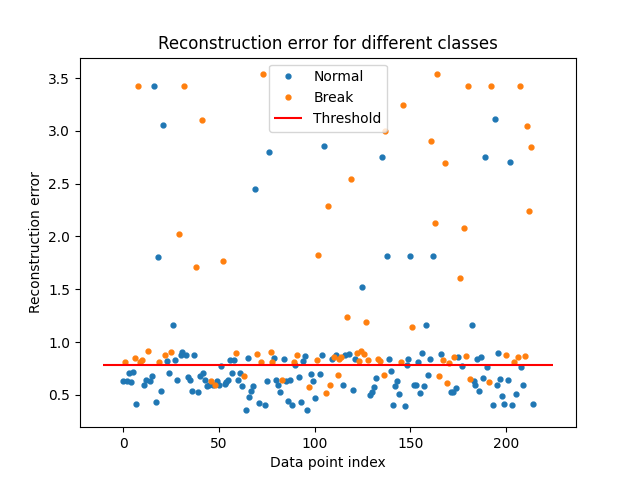 Reconstruction error for different classes
Normal
Break
Threshold
Reconstruction error
3.5
3.0
2.5
2.0
1.5
1.0
0.5
0 50 100 150 200
Data point index